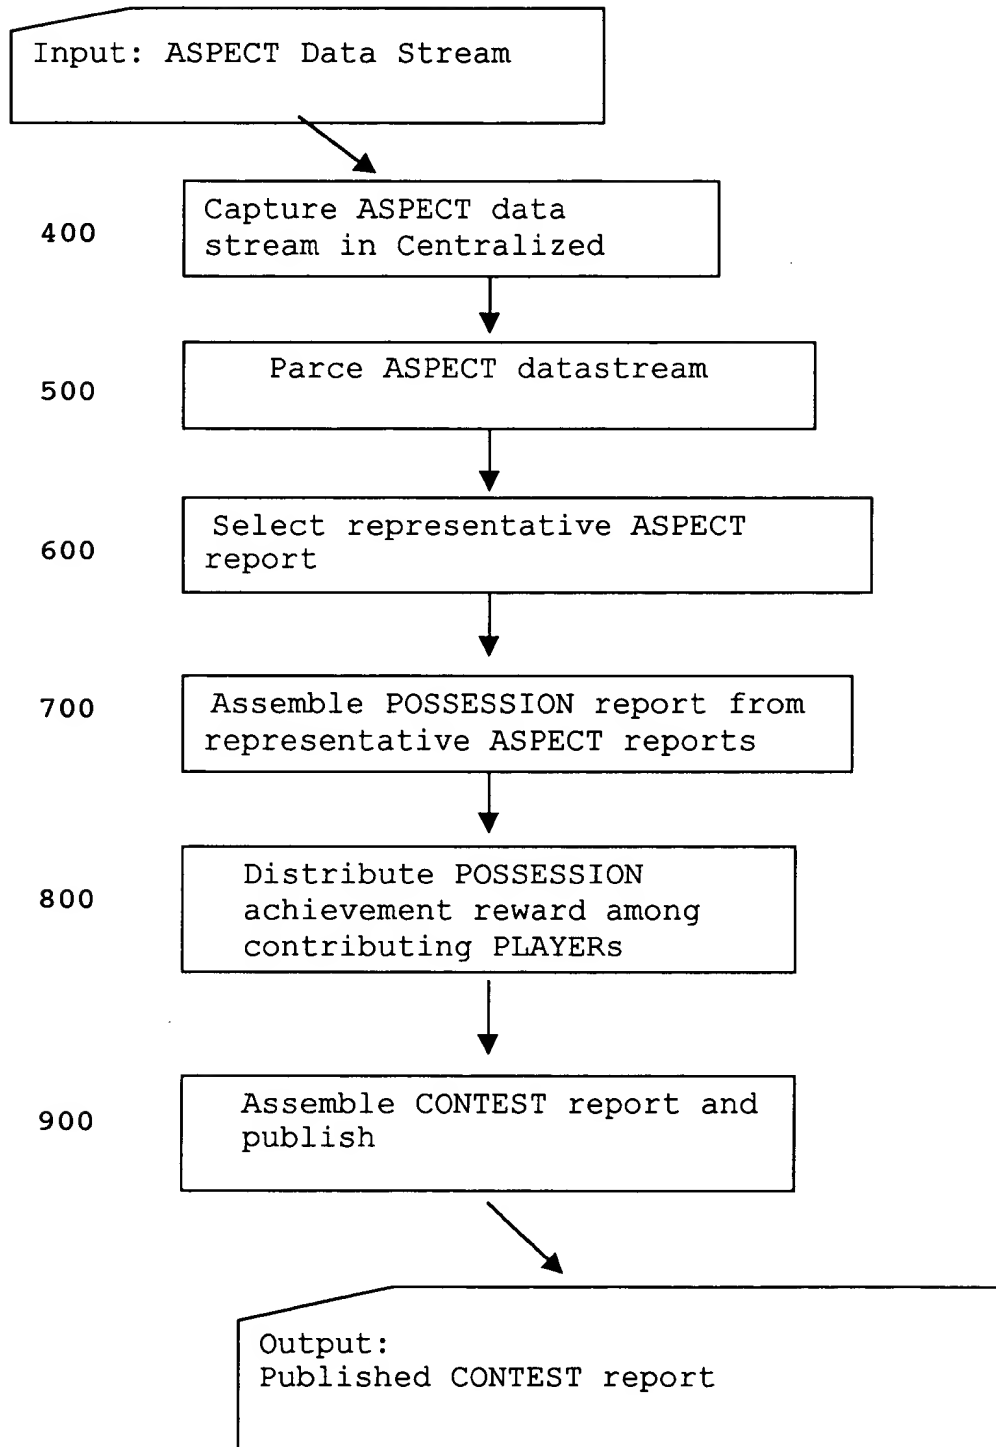 Input: ASPECT Data Stream
400
Capture ASPECT data
stream in Centralized
500
Parce ASPECT datastream
600
Select representative ASPECT
report
700
Assemble POSSESSION report from
representative ASPECT reports
800
Distribute POSSESSION
achievement reward among
contributing PLAYERs
900
Assemble CONTEST report and
publish
Output:
Published CONTEST report